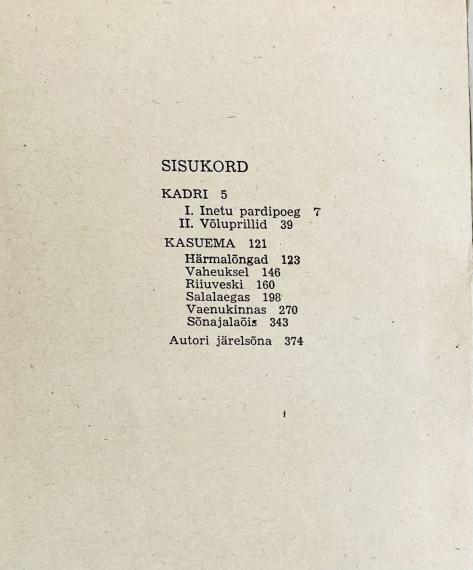 SISUKORD
KADRI 5
I. Inetu pardipoeg 7
II. Võluprillid 39
KASUEMA 121
Härmalõngad 123
Vaheuksel 146
Riiuveski 160
Salalaegas 198
Vaenukinnas 270
Sõnajalaõis 343
Autori järelsõna 374